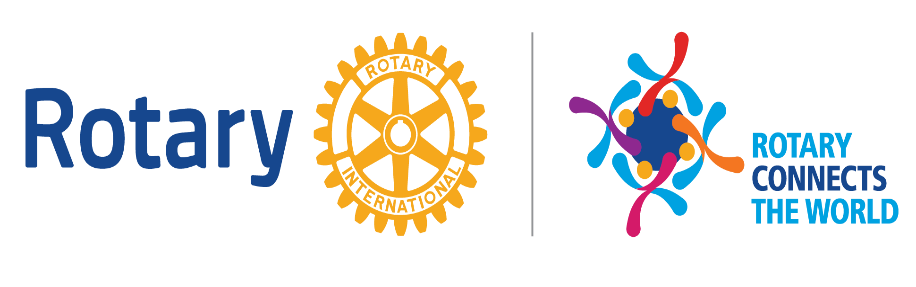 Rotary
ROTARY
INTERNATIONAL
ROTARY
CONNECTS
THE WORLD